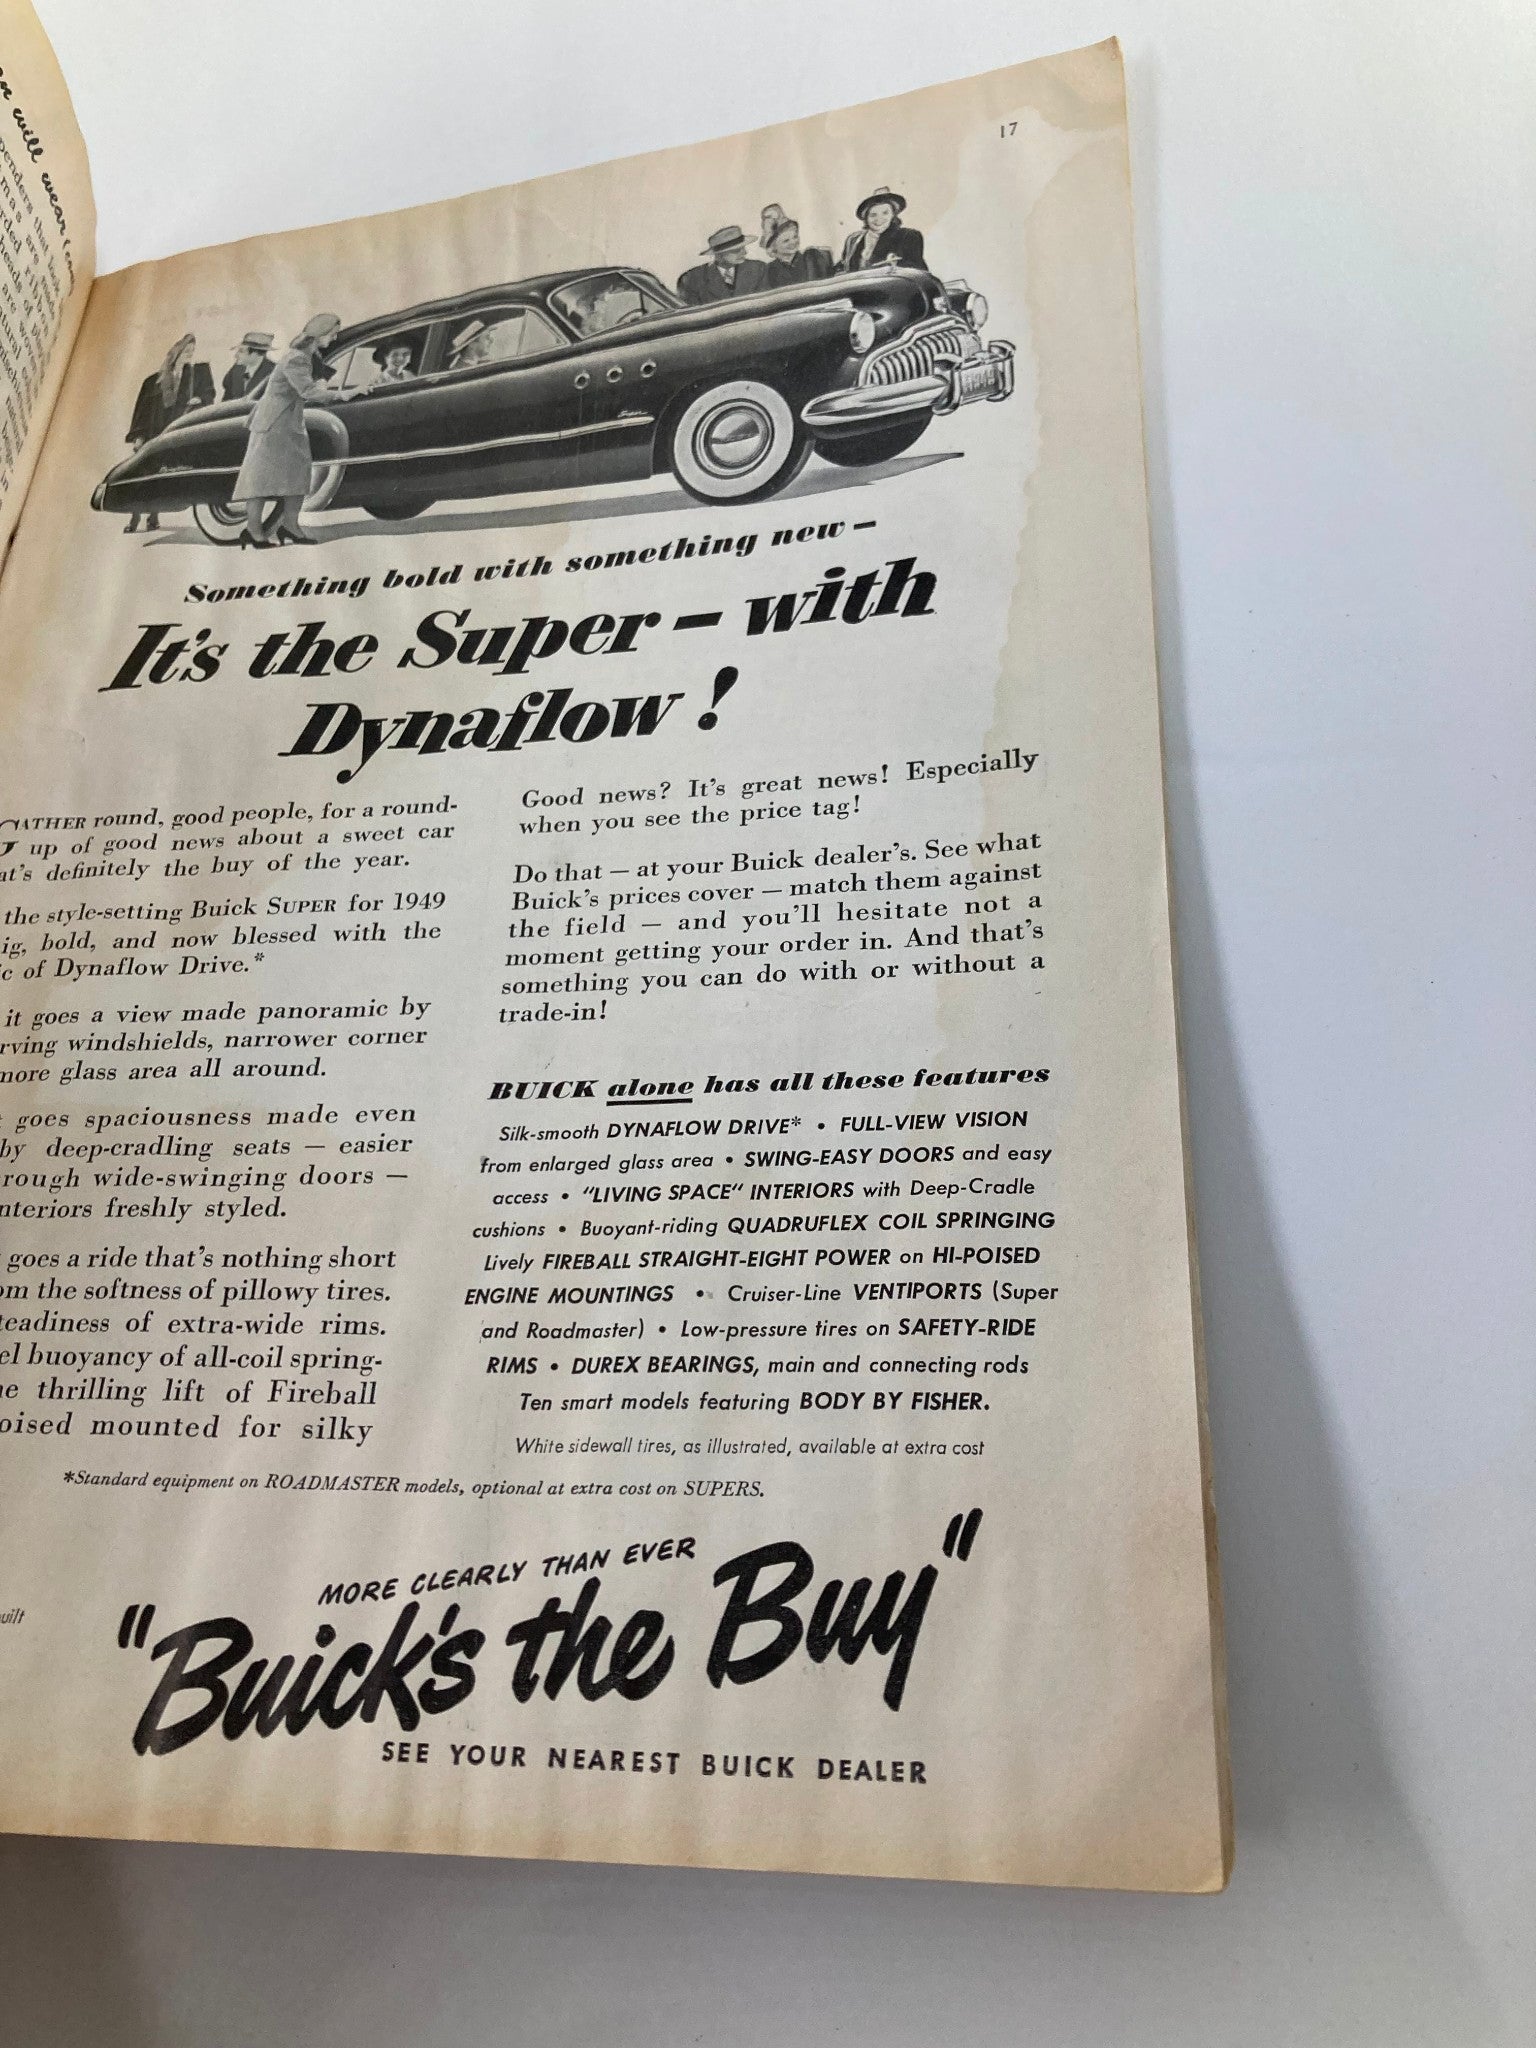 17
Something bold with something new —
It's the Super — with
Dynaflow !
GATHER round, good people, for a round-
up of good news about a sweet car
at's definitely the buy of the year.
the style-setting Buick SUPER for 1949
ig, bold, and now blessed with the
ic of Dynaflow Drive.*
it goes a view made panoramic by
rving windshields, narrower corner
more glass area all around.
goes spaciousness made even
by deep-cradling seats — easier
rough wide-swinging doors —
nteriors freshly styled.
goes a ride that's nothing short
om the softness of pillowy tires.
teadiness of extra-wide rims.
el buoyancy of all-coil spring-
he thrilling lift of Fireball
oised mounted for silky
Good news? It's great news! Especially
when you see the price tag!
Do that — at your Buick dealer's. See what
Buick's prices cover — match them against
the field — and you'll hesitate not a
moment getting your order in. And that's
something you can do with or without a
trade-in!
BUICK alone has all these features
Silk-smooth DYNAFLOW DRIVE* • FULL-VIEW VISION
from enlarged glass area • SWING-EASY DOORS and easy
access • "LIVING SPACE" INTERIORS with Deep-Cradle
cushions • Buoyant-riding QUADRUFLEX COIL SPRINGING
Lively FIREBALL STRAIGHT-EIGHT POWER on HI-POISED
ENGINE MOUNTINGS • Cruiser-Line VENTIPORTS (Super
and Roadmaster) • Low-pressure tires on SAFETY-RIDE
RIMS • DUREX BEARINGS, main and connecting rods
Ten smart models featuring BODY BY FISHER.
White sidewall tires, as illustrated, available at extra cost
*Standard equipment on ROADMASTER models, optional at extra cost on SUPERS.
uilt
MORE CLEARLY THAN EVER
"Buick's the Buy"
SEE YOUR NEAREST BUICK DEALER